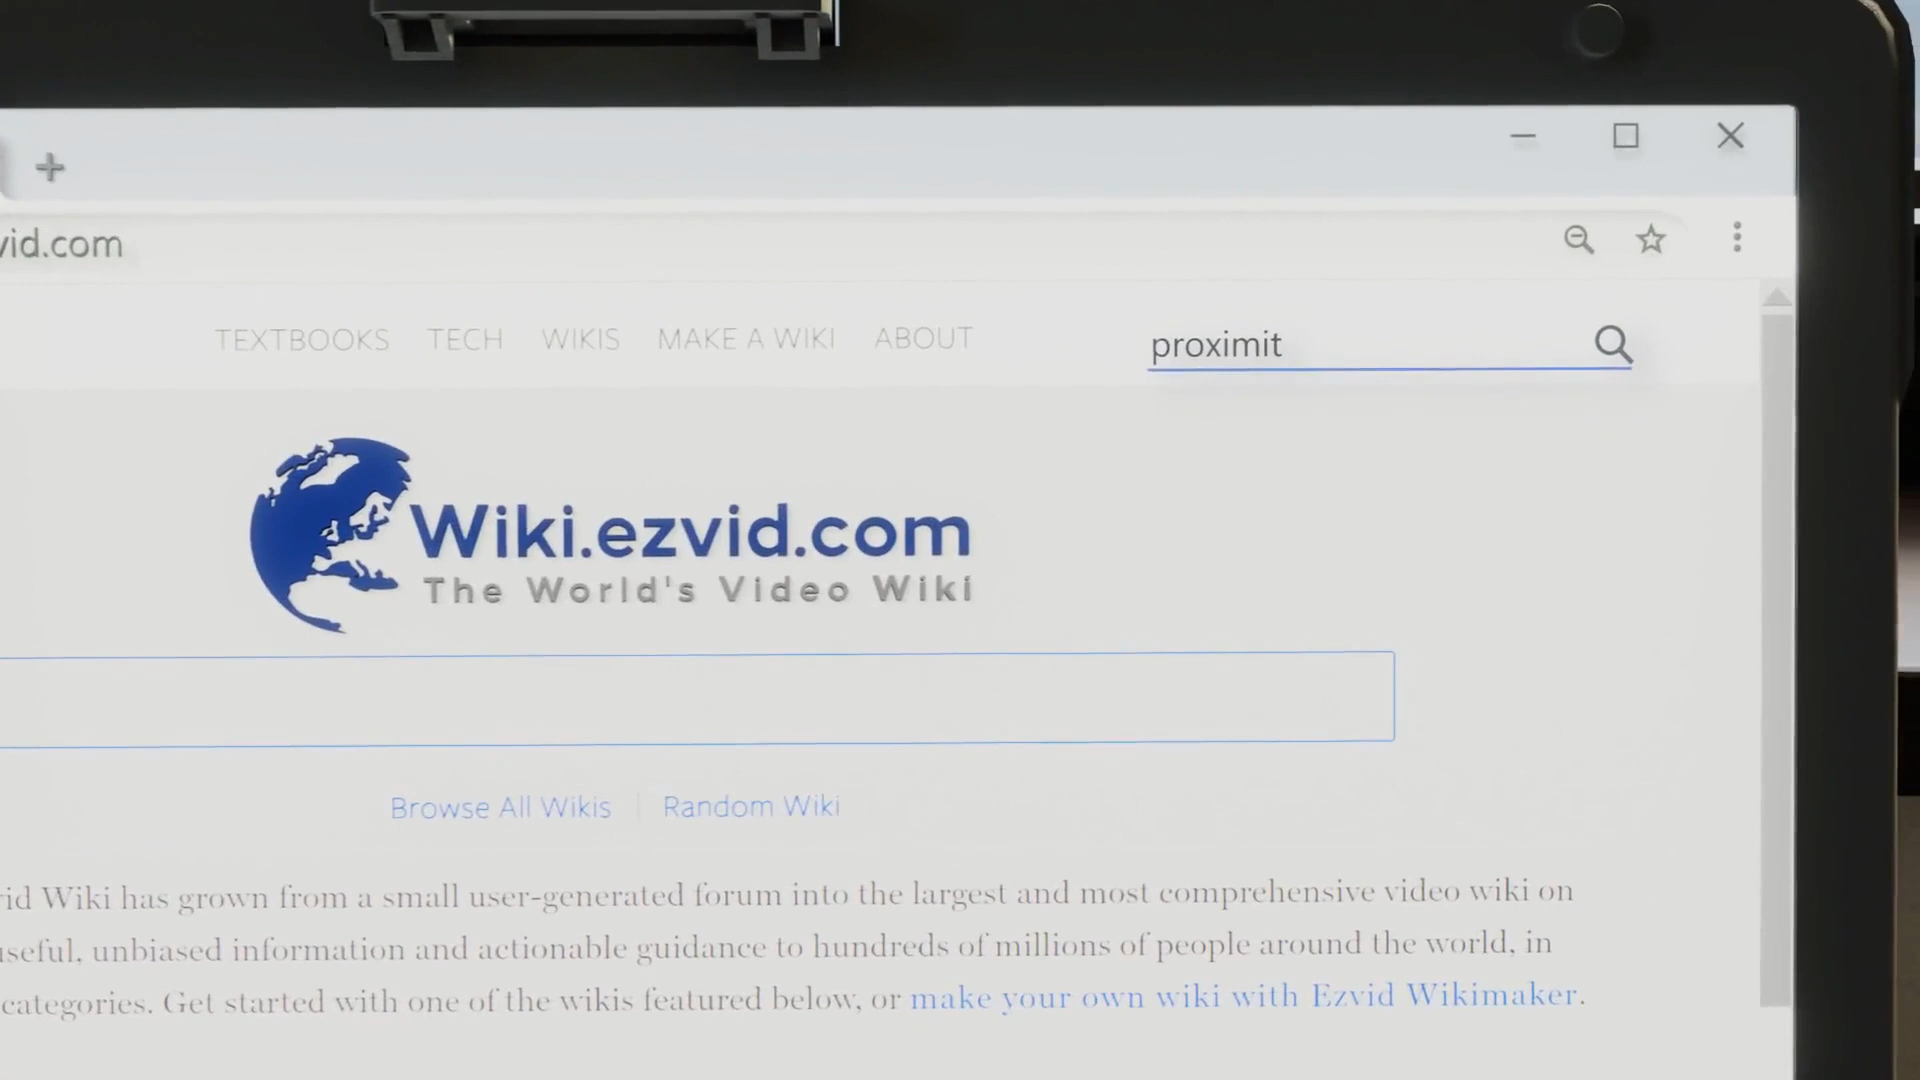 vid.com
TEXTBOOKS TECH WIKIS MAKE A WIKI ABOUT
proximit
Wiki.ezvid.com
The World's Video Wiki
Browse All Wikis Random Wiki
id Wiki has grown from a small user-generated forum into the largest and most comprehensive video wiki on
useful, unbiased information and actionable guidance to hundreds of millions of people around the world, in
categories. Get started with one of the wikis featured below, or make your own wiki with Ezvid Wikimaker.